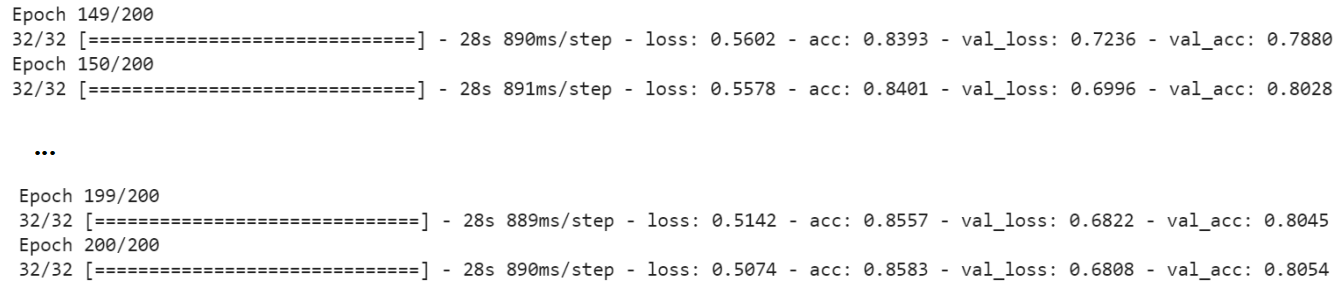 Epoch 149/200
32/32 [==============================] - 28s 890ms/step - loss: 0.5602 - acc: 0.8393 - val_loss: 0.7236 - val_acc: 0.7880
Epoch 150/200
32/32 [==============================] - 28s 891ms/step - loss: 0.5578 - acc: 0.8401 - val_loss: 0.6996 - val_acc: 0.8028
...
Epoch 199/200
32/32 [==============================] - 28s 889ms/step - loss: 0.5142 - acc: 0.8557 - val_loss: 0.6822 - val_acc: 0.8045
Epoch 200/200
32/32 [==============================] - 28s 890ms/step - loss: 0.5074 - acc: 0.8583 - val_loss: 0.6808 - val_acc: 0.8054